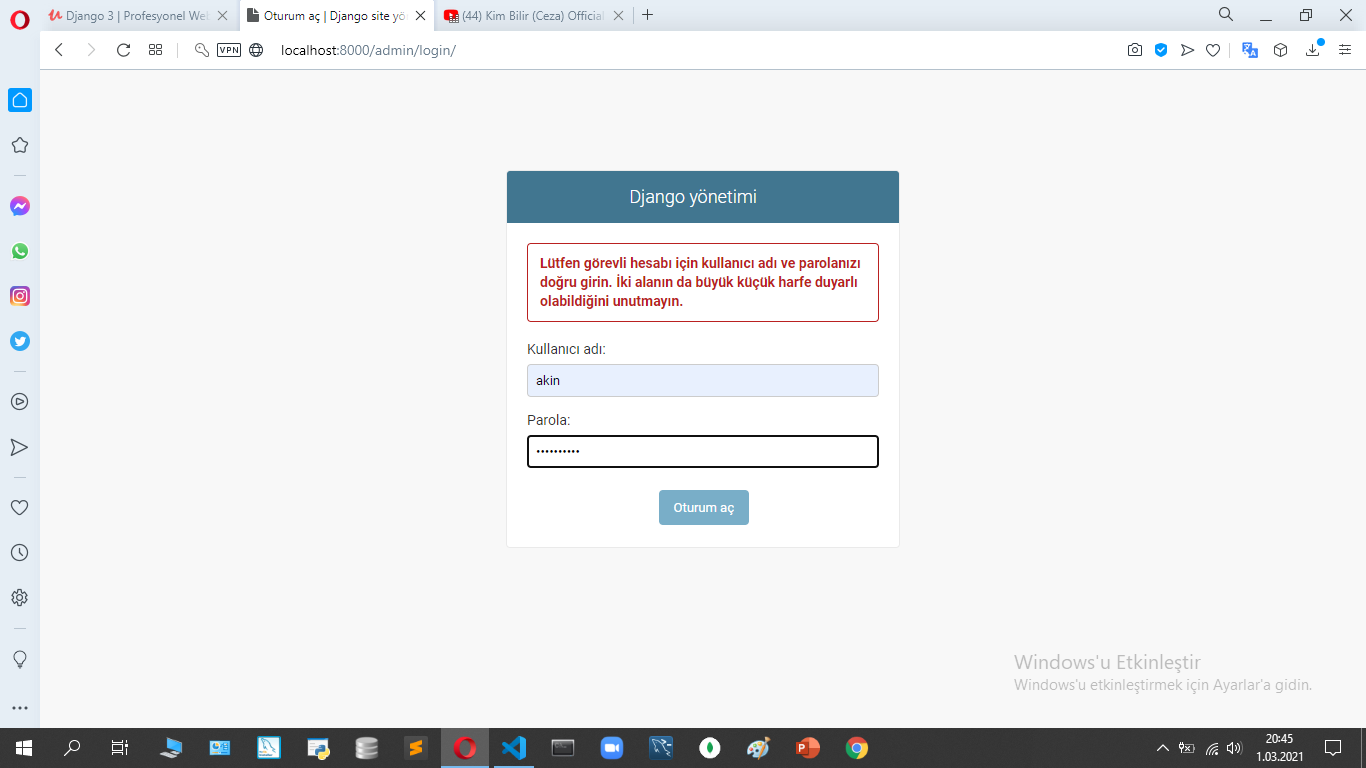 Django 3 | Profesyonel We
Oturum aç | Django site yö
(44) Kim Bilir (Ceza) Official
VPN
localhost:8000/admin/login/
Django yönetimi
Lütfen görevli hesabı için kullanıcı adı ve parolanızı
doğru girin. İki alanın da büyük küçük harfe duyarlı
olabildiğini unutmayın.
Kullanıcı adı:
akin
Parola:
••••••••••
Oturum aç
Windows'u Etkinleştir
Windows'u etkinleştirmek için Ayarlar'a gidin.
20:45
1.03.2021